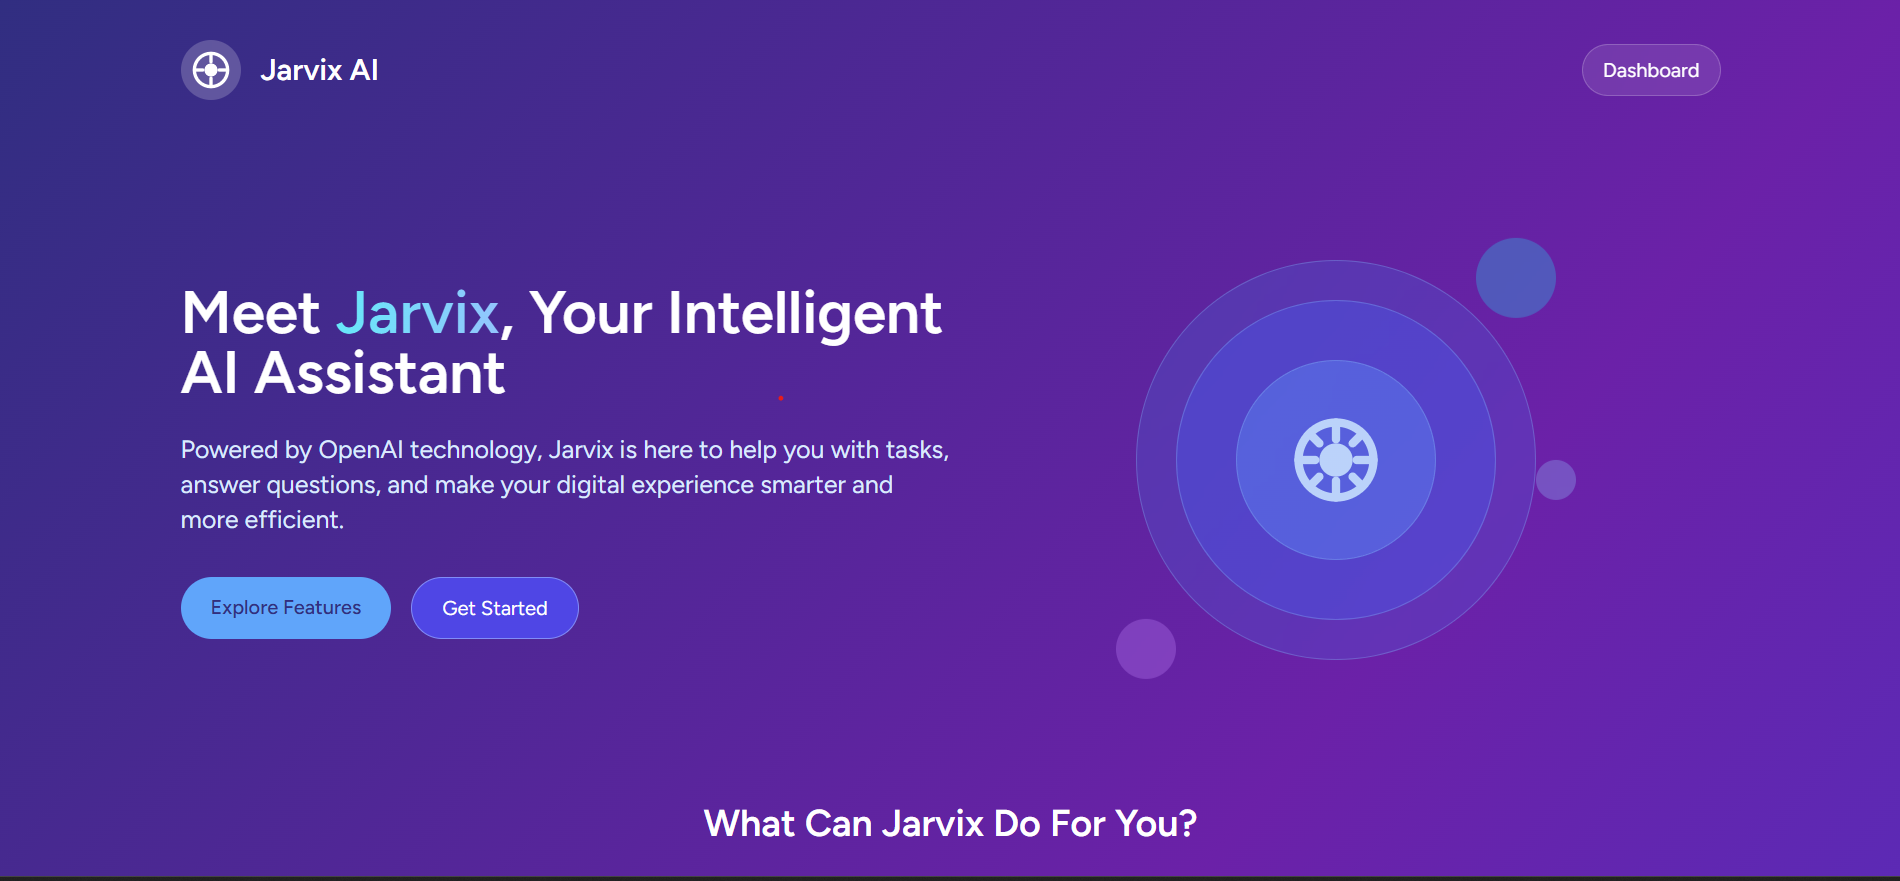 Jarvix AI
Dashboard
Meet Jarvix, Your Intelligent
AI Assistant
Powered by OpenAI technology, Jarvix is here to help you with tasks,
answer questions, and make your digital experience smarter and
more efficient.
Explore Features
Get Started
What Can Jarvix Do For You?